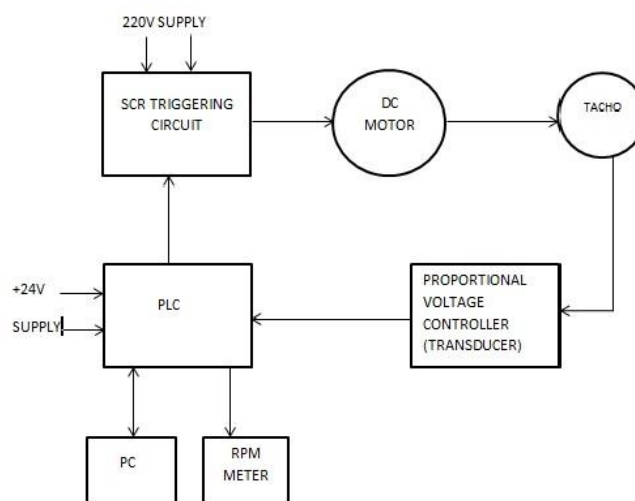 220V SUPPLY
SCR TRIGGERING
CIRCUIT
DC
MOTOR
TACHO
+24V
SUPPLY
PLC
PROPORTIONAL
VOLTAGE
CONTROLLER
(TRANSDUCER)
PC
RPM
METER